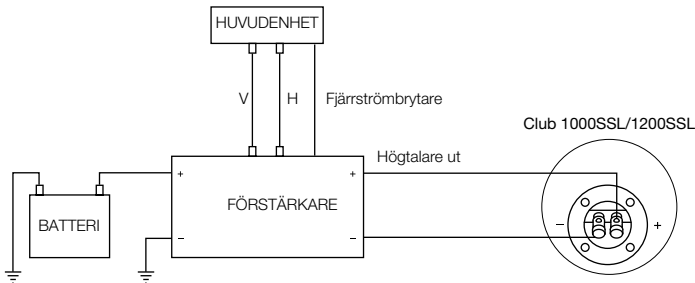 HUVUDENHET
V
H
Fjärrströmbrytare
Club 1000SSL/1200SSL
Högtalare ut
+
+
BATTERI
FÖRSTÄRKARE
–
+
–
–